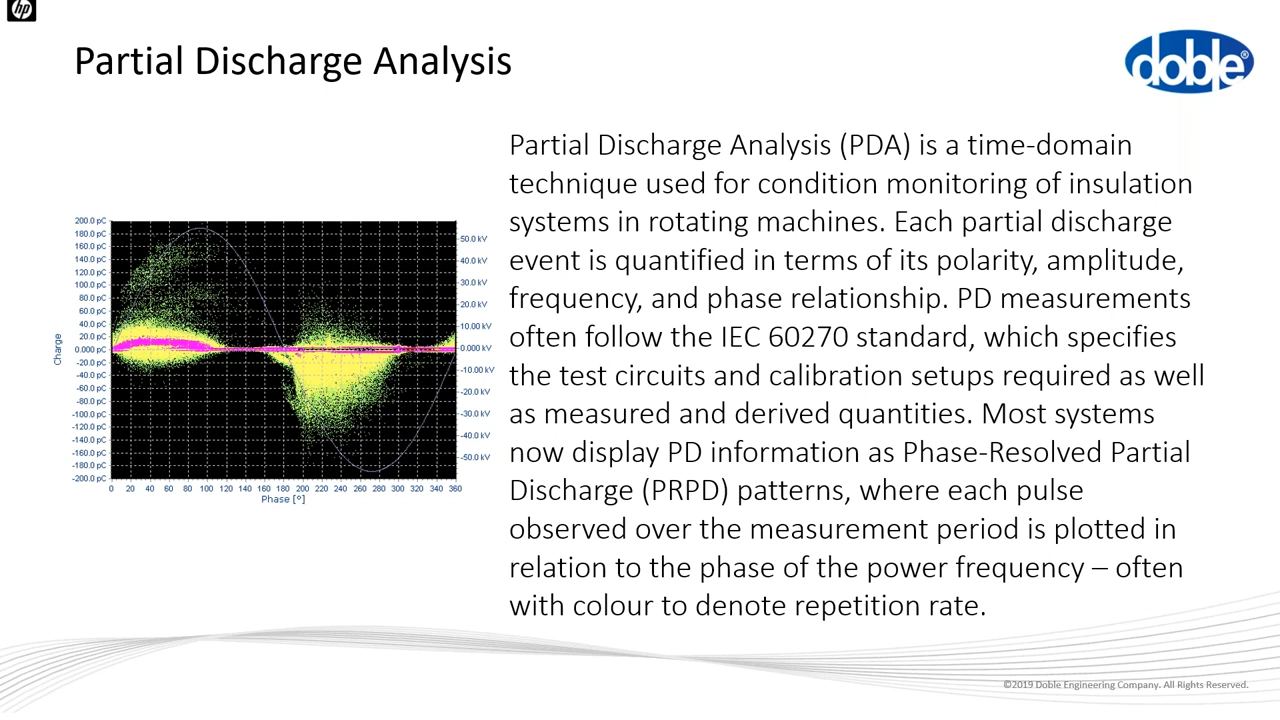 hp
Partial Discharge Analysis
doble®
Partial Discharge Analysis (PDA) is a time-domain
technique used for condition monitoring of insulation
systems in rotating machines. Each partial discharge
event is quantified in terms of its polarity, amplitude,
frequency, and phase relationship. PD measurements
often follow the IEC 60270 standard, which specifies
the test circuits and calibration setups required as well
as measured and derived quantities. Most systems
now display PD information as Phase-Resolved Partial
Discharge (PRPD) patterns, where each pulse
observed over the measurement period is plotted in
relation to the phase of the power frequency – often
with colour to denote repetition rate.
Charge
200.0 pC
180.0 pC
160.0 pC
140.0 pC
120.0 pC
100.0 pC
80.0 pC
60.0 pC
40.0 pC
20.0 pC
0.000 pC
-20.0 pC
-40.0 pC
-60.0 pC
-80.0 pC
-100.0 pC
-120.0 pC
-140.0 pC
-160.0 pC
-180.0 pC
-200.0 pC
50.0 kV
40.0 kV
30.0 kV
20.0 kV
10.00 kV
0.000 kV
-10.00 kV
-20.0 kV
-30.0 kV
-40.0 kV
-50.0 kV
0 20 40 60 80 100 120 140 160 180 200 220 240 260 280 300 320 340 360
Phase [°]
©2019 Doble Engineering Company. All Rights Reserved.